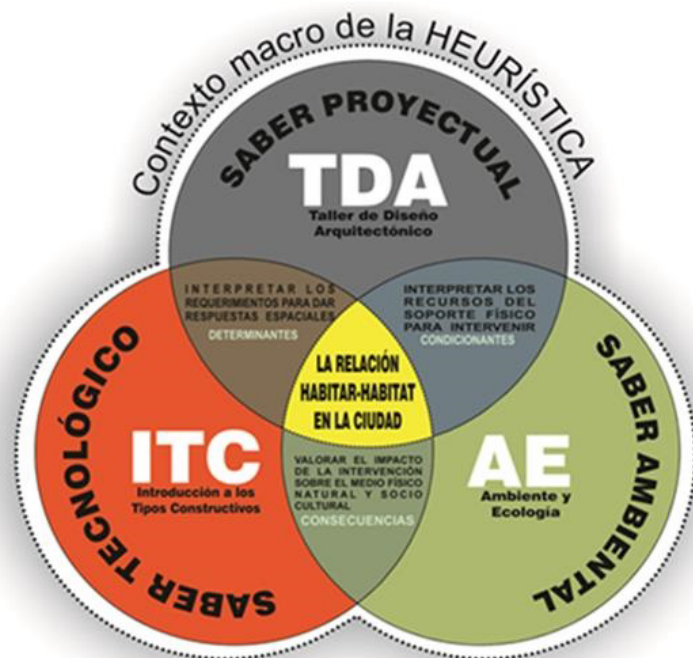 Contexto macro de la HEURÍSTICA
SABER PROYECTUAL
TDA
Taller de Diseño
Arquitectónico
INTERPRETAR LOS
REQUERIMIENTOS PARA DAR
RESPUESTAS ESPACIALES
DETERMINANTES
INTERPRETAR LOS
RECURSOS DEL
SOPORTE FÍSICO
PARA INTERVENIR
CONDICIONANTES
LA RELACIÓN
HABITAR-HABITAT
EN LA CIUDAD
SABER TECNOLÓGICO
ITC
Introducción a los
Tipos Constructivos
VALORAR EL IMPACTO
DE LA INTERVENCIÓN
SOBRE EL MEDIO FÍSICO
NATURAL Y SOCIO
CULTURAL
CONSECUENCIAS
AE
Ambiente y
Ecología
SABER AMBIENTAL